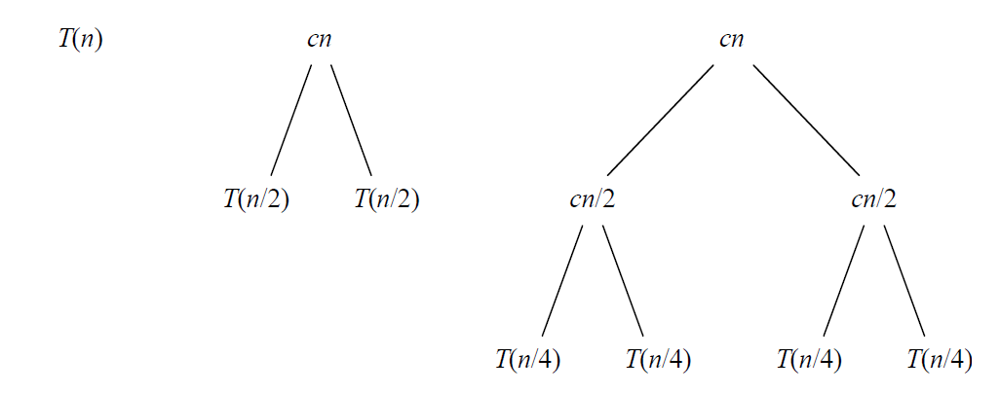 T(n) cn cn
T(n/2) T(n/2) cn/2 cn/2
T(n/4) T(n/4) T(n/4) T(n/4)